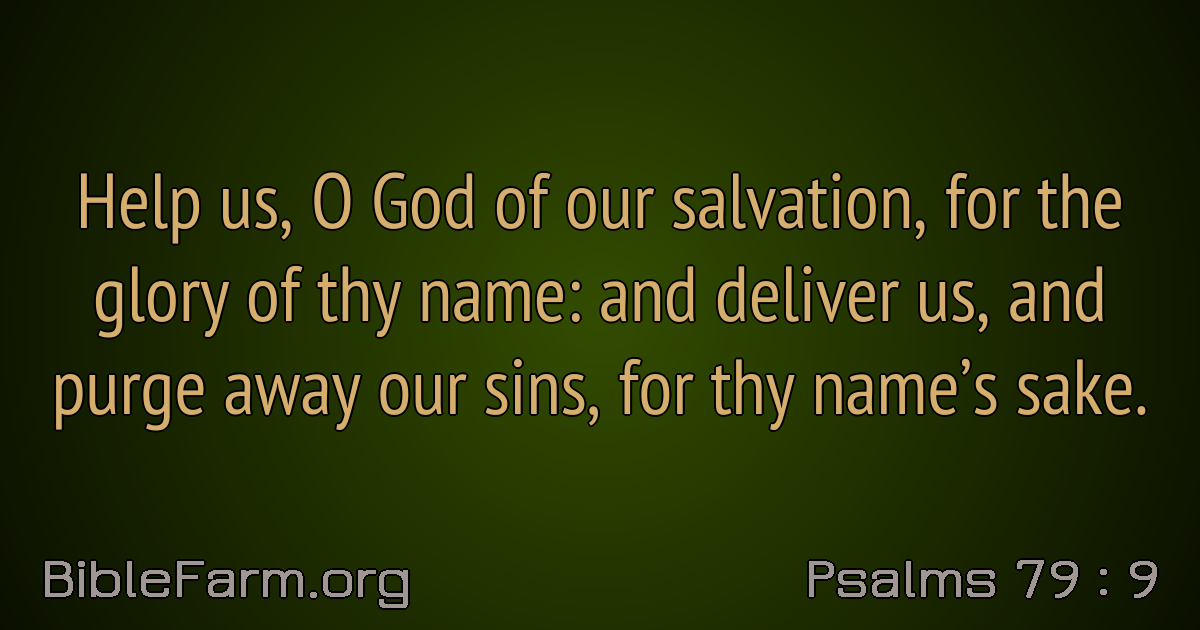 Help us, O God of our salvation, for the
glory of thy name: and deliver us, and
purge away our sins, for thy name’s sake.
BibleFarm.org
Psalms 79 : 9